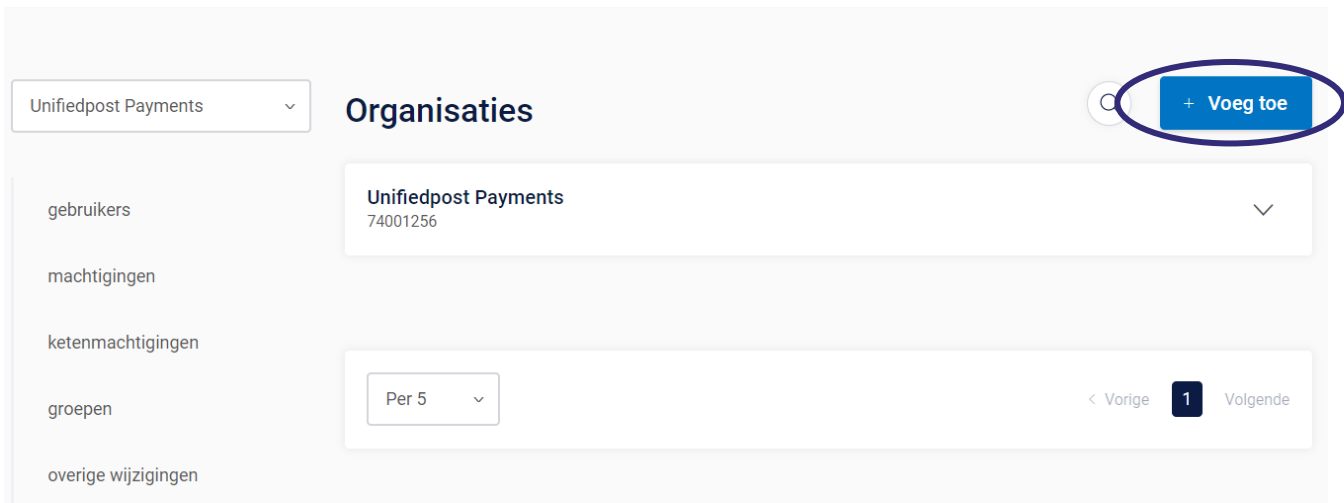 Unifiedpost Payments
Organisaties
+ Voeg toe
gebruikers
machtigingen
ketenmachtigingen
groepen
overige wijzigingen
Unifiedpost Payments
74001256
Per 5
< Vorige 1 Volgende